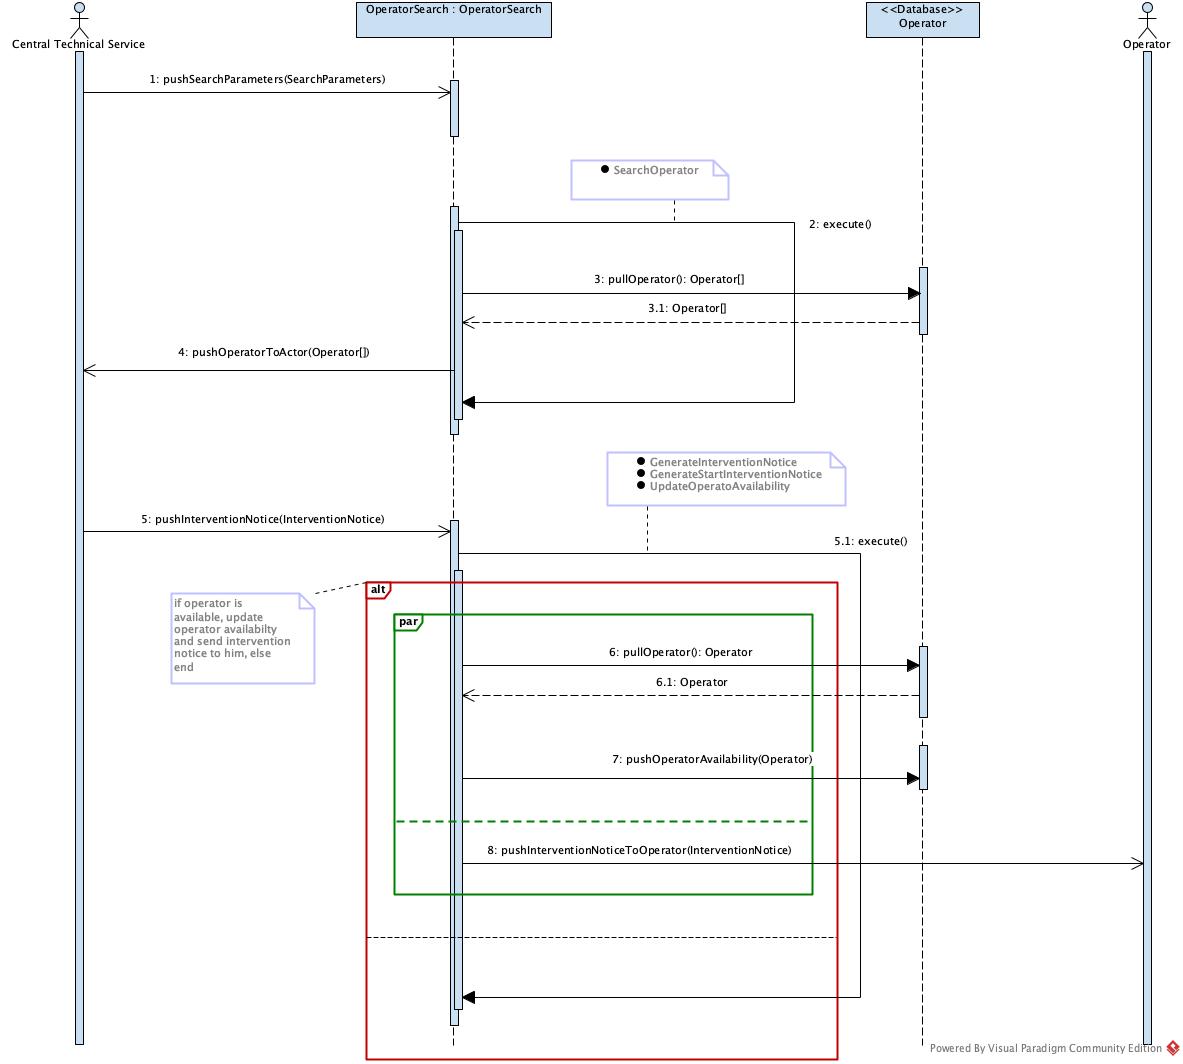 OperatorSearch : OperatorSearch
<<Database>>
Operator
Central Technical Service
Operator
1: pushSearchParameters(SearchParameters)
SearchOperator
2: execute()
3: pullOperator(): Operator[]
3.1: Operator[]
4: pushOperatorToActor(Operator[])
GenerateInterventionNotice
GenerateStartInterventionNotice
UpdateOperatoAvailability
5: pushInterventionNotice(InterventionNotice)
5.1: execute()
alt
if operator is
available, update
operator availabilty
and send intervention
notice to him, else
end
par
6: pullOperator(): Operator
6.1: Operator
7: pushOperatorAvailability(Operator)
8: pushInterventionNoticeToOperator(InterventionNotice)
Powered By Visual Paradigm Community Edition